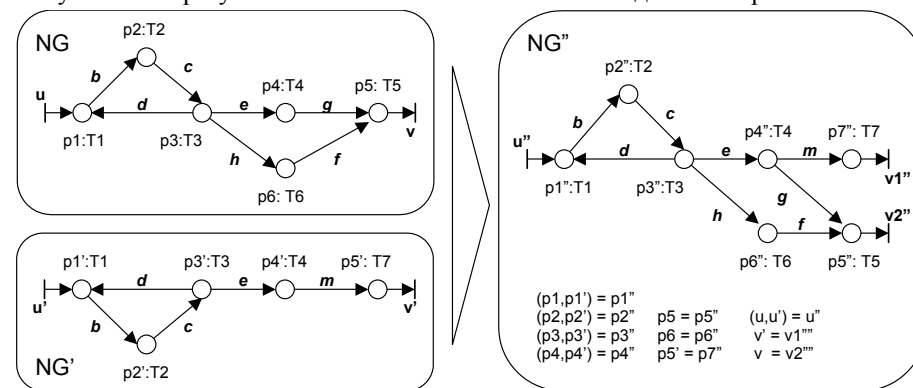 NG
p2:T2
b
c
u
d
e
p4:T4
g
p5: T5
p1:T1
p3:T3
h
f
v
p6: T6
p1':T1
p3':T3
p4':T4
p5': T7
u'
d
e
m
v'
b
c
p2':T2
NG'
NG”
p2”:T2
b
c
u”
d
e
p4”:T4
m
p7”: T7
v1”
p1”:T1
p3”:T3
g
h
f
v2”
p6”: T6
p5”: T5
(p1,p1') = p1”
(p2,p2') = p2” p5 = p5” (u,u') = u”
(p3,p3') = p3” p6 = p6” v' = v1””
(p4,p4') = p4” p5' = p7” v = v2””